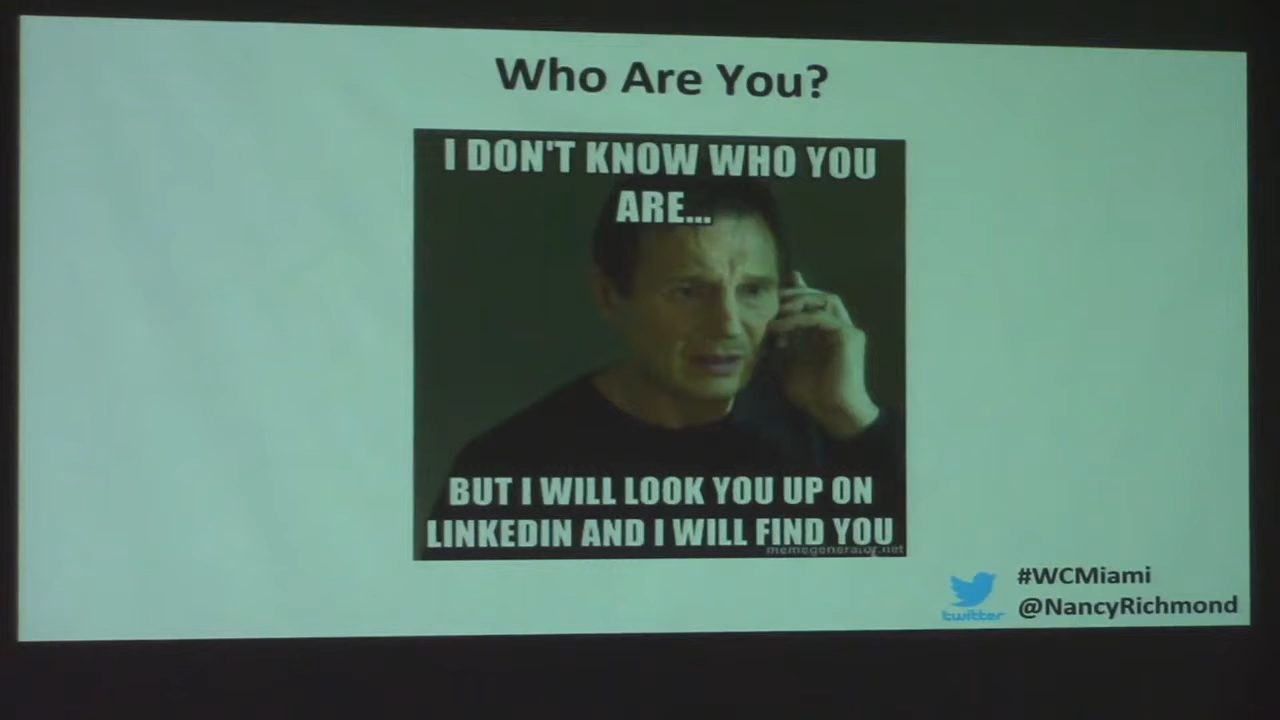 Who Are You?
I DON'T KNOW WHO YOU
ARE...
BUT I WILL LOOK YOU UP ON
LINKEDIN AND I WILL FIND YOU
memegenerator.net
#WCMiami
twitter
@NancyRichmond